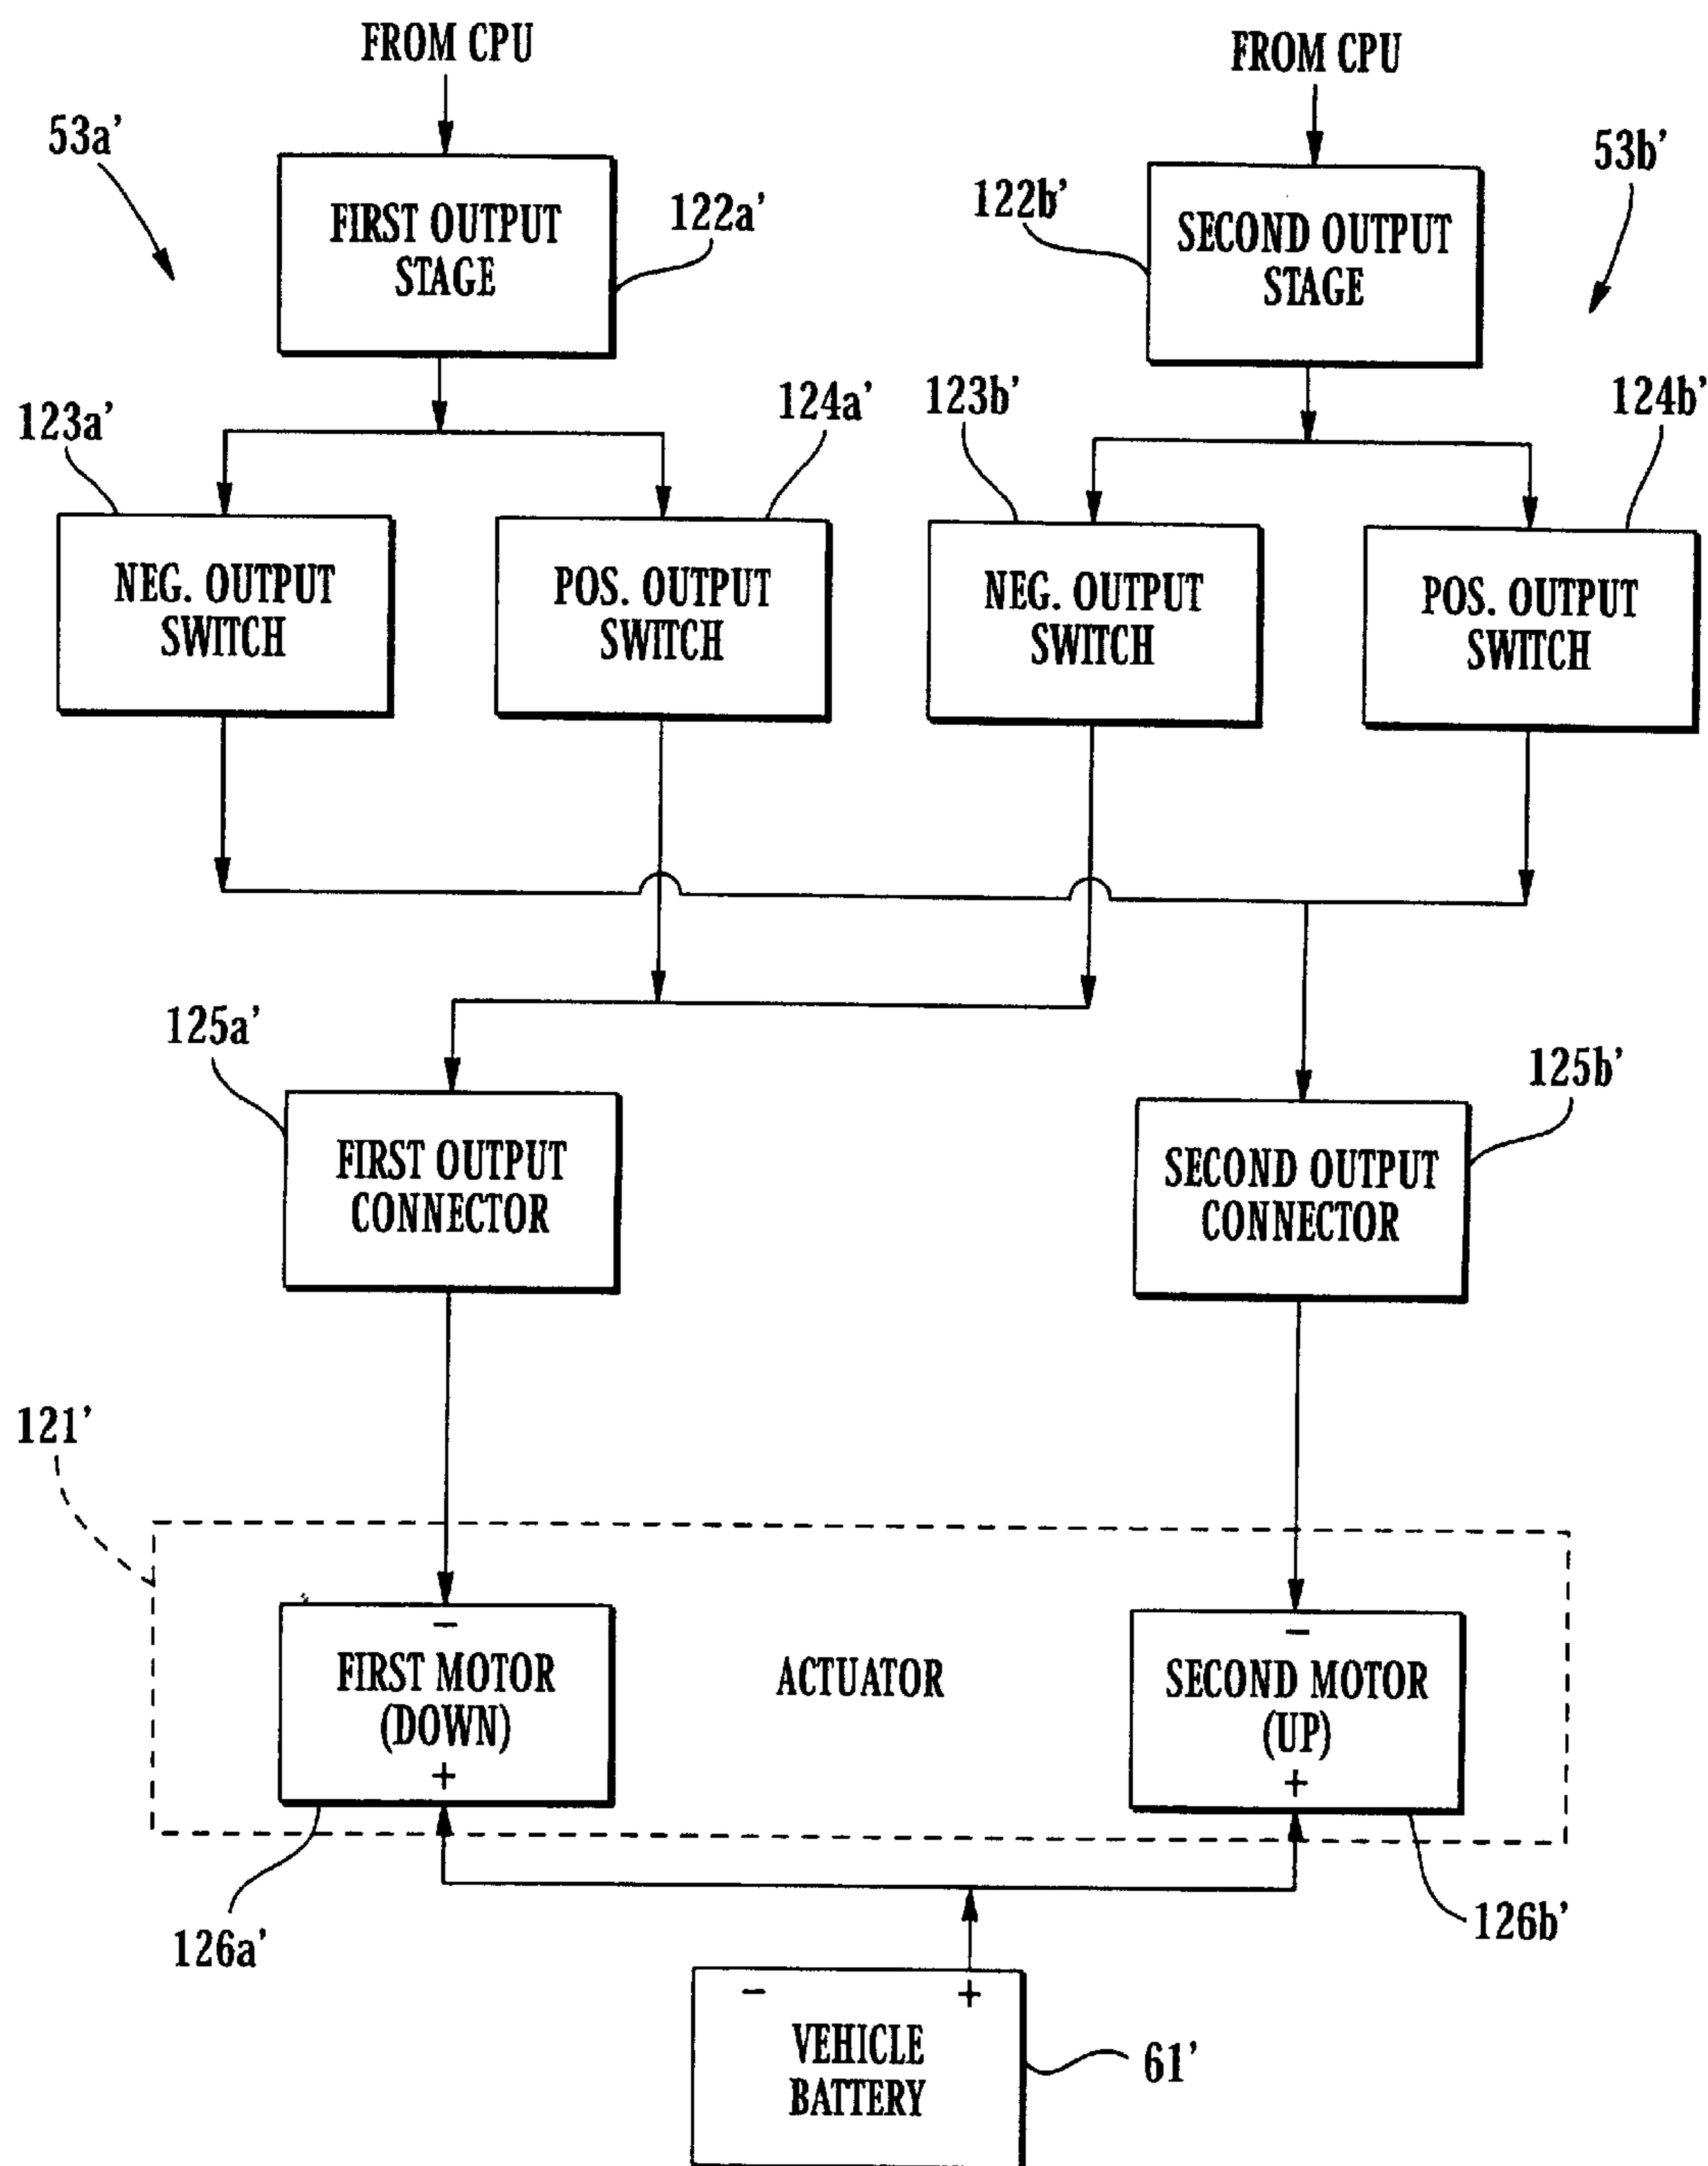 FROM CPU
FROM CPU
53a'
53b'
FIRST OUTPUT
STAGE
122a'
122b'
SECOND OUTPUT
STAGE
123a'
124a'
123b'
124b'
NEG. OUTPUT
SWITCH
POS. OUTPUT
SWITCH
NEG. OUTPUT
SWITCH
POS. OUTPUT
SWITCH
125a'
125b'
FIRST OUTPUT
CONNECTOR
SECOND OUTPUT
CONNECTOR
121'
−
FIRST MOTOR
(DOWN)
+
ACTUATOR
−
SECOND MOTOR
(UP)
+
126a'
126b'
− +
VEHICLE
BATTERY
61'